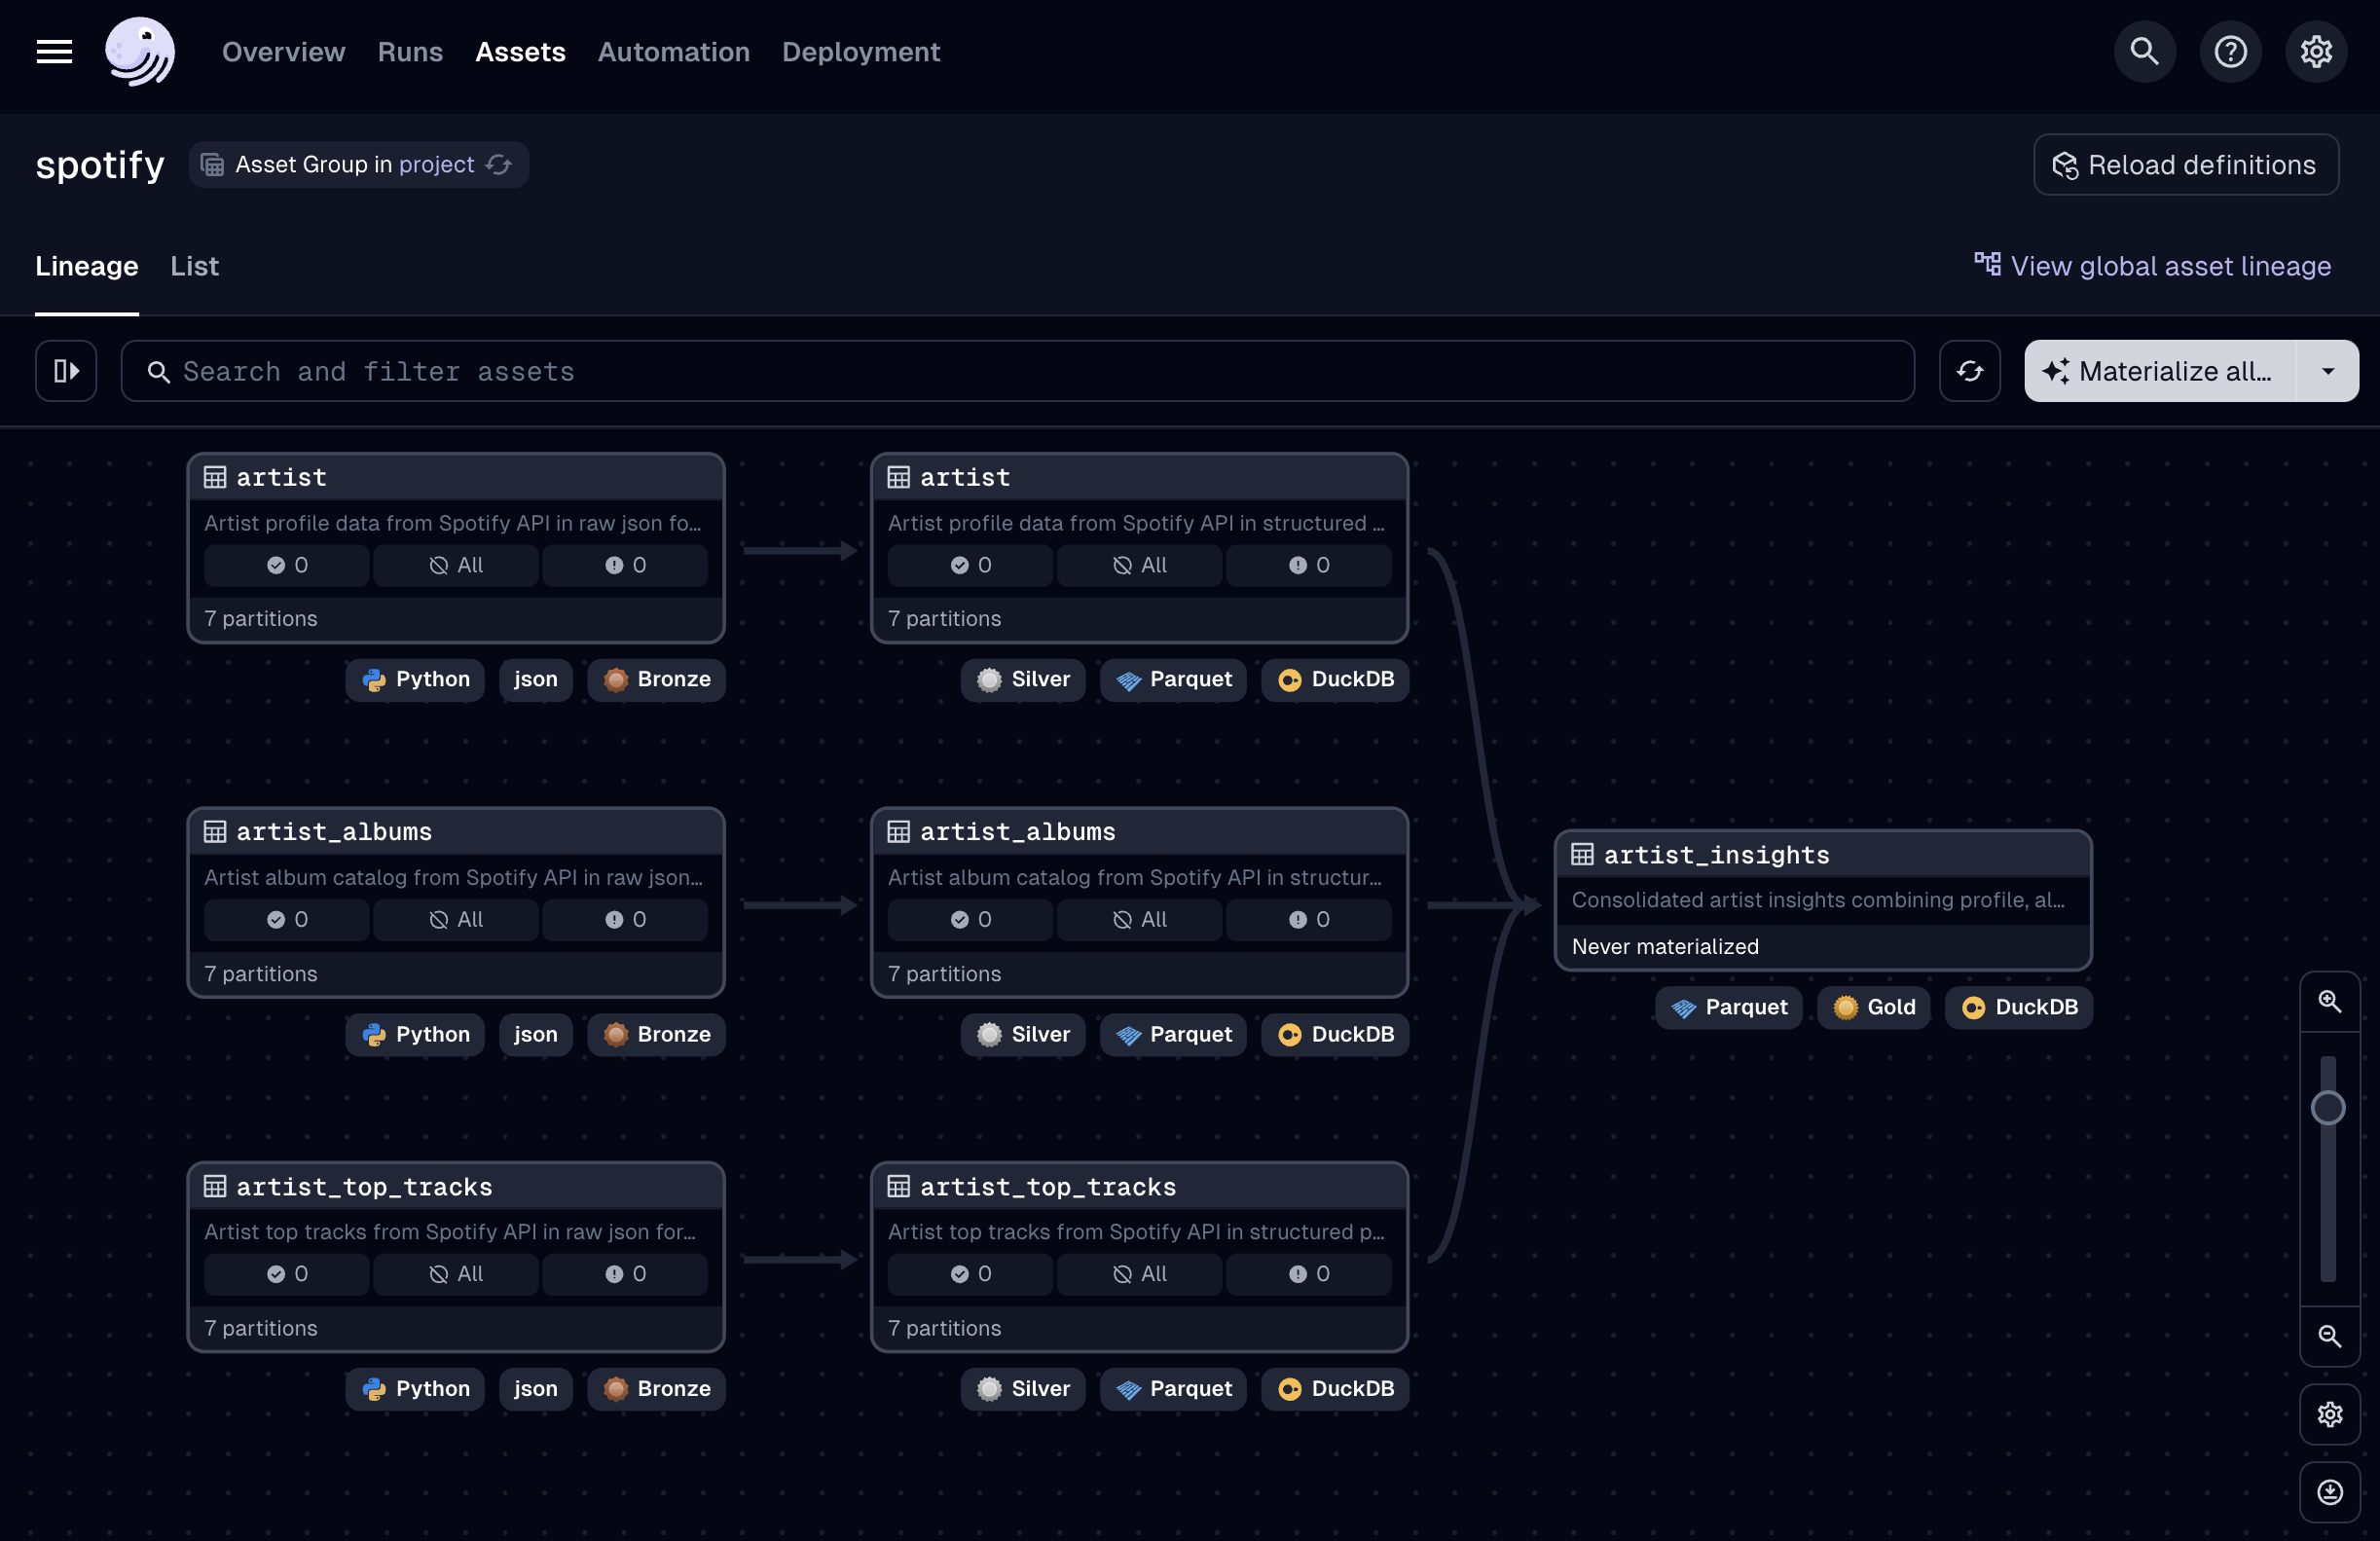 Overview Runs Assets Automation Deployment
spotify Asset Group in project Reload definitions
Lineage List View global asset lineage
Search and filter assets Materialize all...
artist
Artist profile data from Spotify API in raw json fo...
0 All 0
7 partitions
Python json Bronze
artist
Artist profile data from Spotify API in structured ...
0 All 0
7 partitions
Silver Parquet DuckDB
artist_albums
Artist album catalog from Spotify API in raw json...
0 All 0
7 partitions
Python json Bronze
artist_albums
Artist album catalog from Spotify API in structur...
0 All 0
7 partitions
Silver Parquet DuckDB
artist_insights
Consolidated artist insights combining profile, al...
Never materialized
Parquet Gold DuckDB
artist_top_tracks
Artist top tracks from Spotify API in raw json for...
0 All 0
7 partitions
Python json Bronze
artist_top_tracks
Artist top tracks from Spotify API in structured p...
0 All 0
7 partitions
Silver Parquet DuckDB